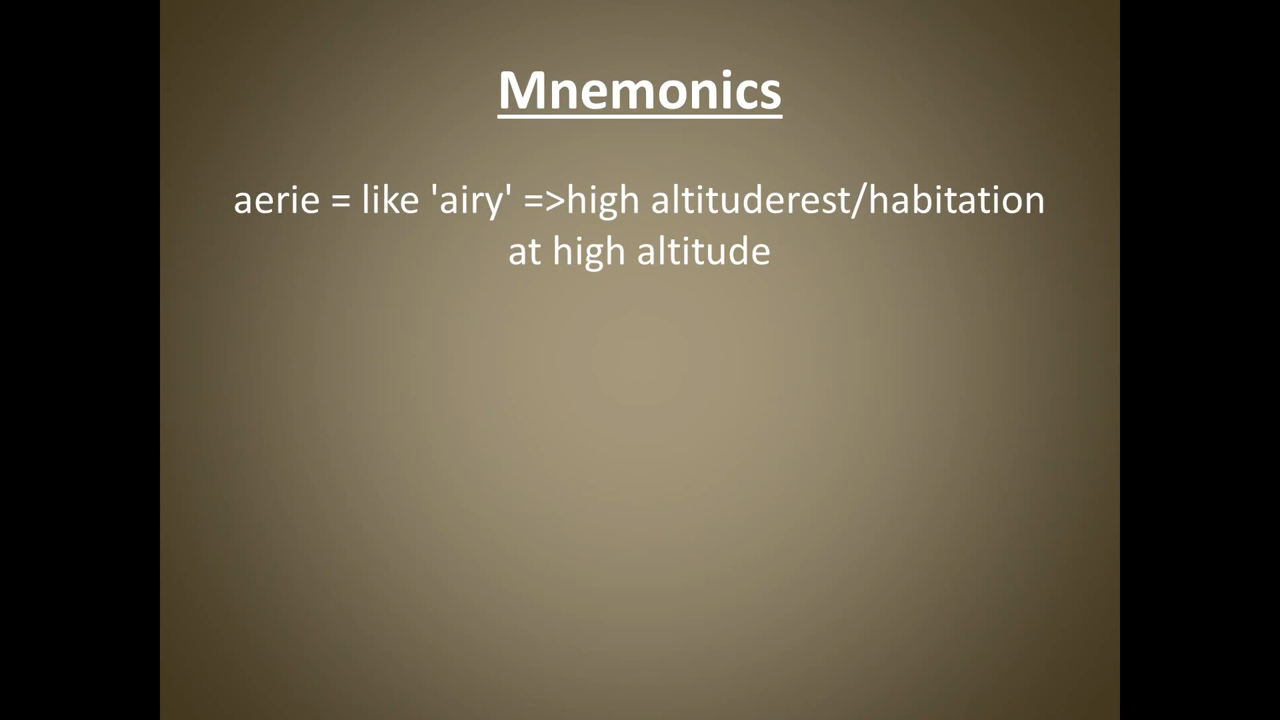 Mnemonics
aerie = like 'airy' =>high altituderest/habitation
at high altitude